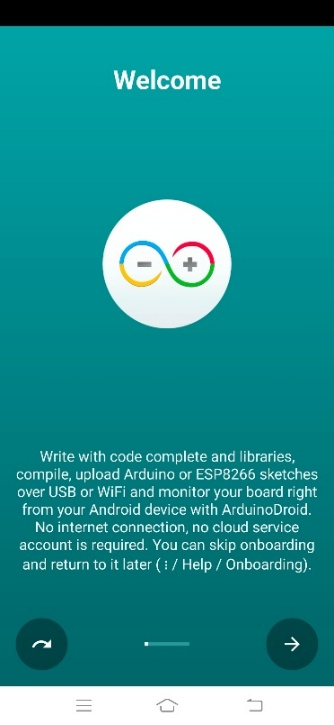 Welcome
Write with code complete and libraries,
compile, upload Arduino or ESP8266 sketches
over USB or WiFi and monitor your board right
from your Android device with ArduinoDroid.
No internet connection, no cloud service
account is required. You can skip onboarding
and return to it later (⋮ / Help / Onboarding).